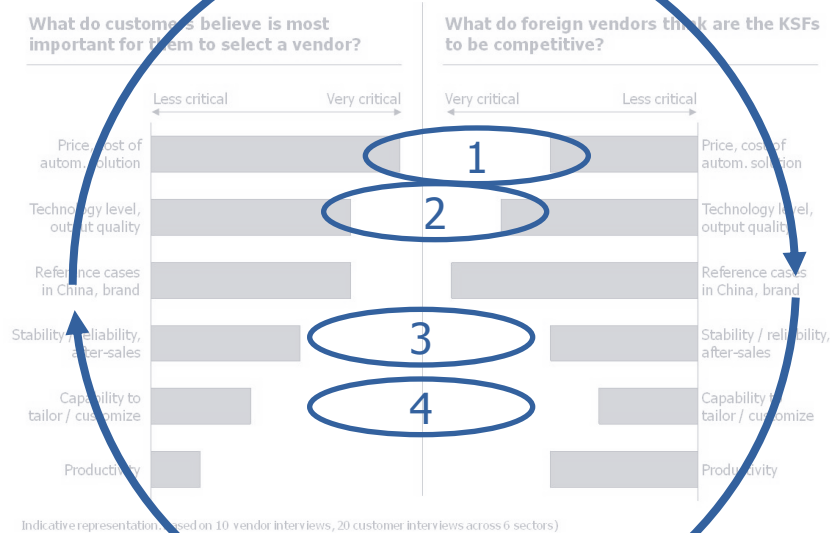 What do customers believe is most
important for them to select a vendor?
What do foreign vendors think are the KSFs
to be competitive?
Less critical
Very critical
Very critical
Less critical
Price, cost of
autom. solution
1
Price, cost of
autom. solution
Technology level,
output quality
2
Technology level,
output quality
Reference cases
in China, brand
Reference cases
in China, brand
Stability / reliability,
after-sales
3
Stability / reliability,
after-sales
Capability to
tailor / customize
4
Capability to
tailor / customize
Productivity
Productivity
Indicative representation. Based on 10 vendor interviews, 20 customer interviews across 6 sectors)